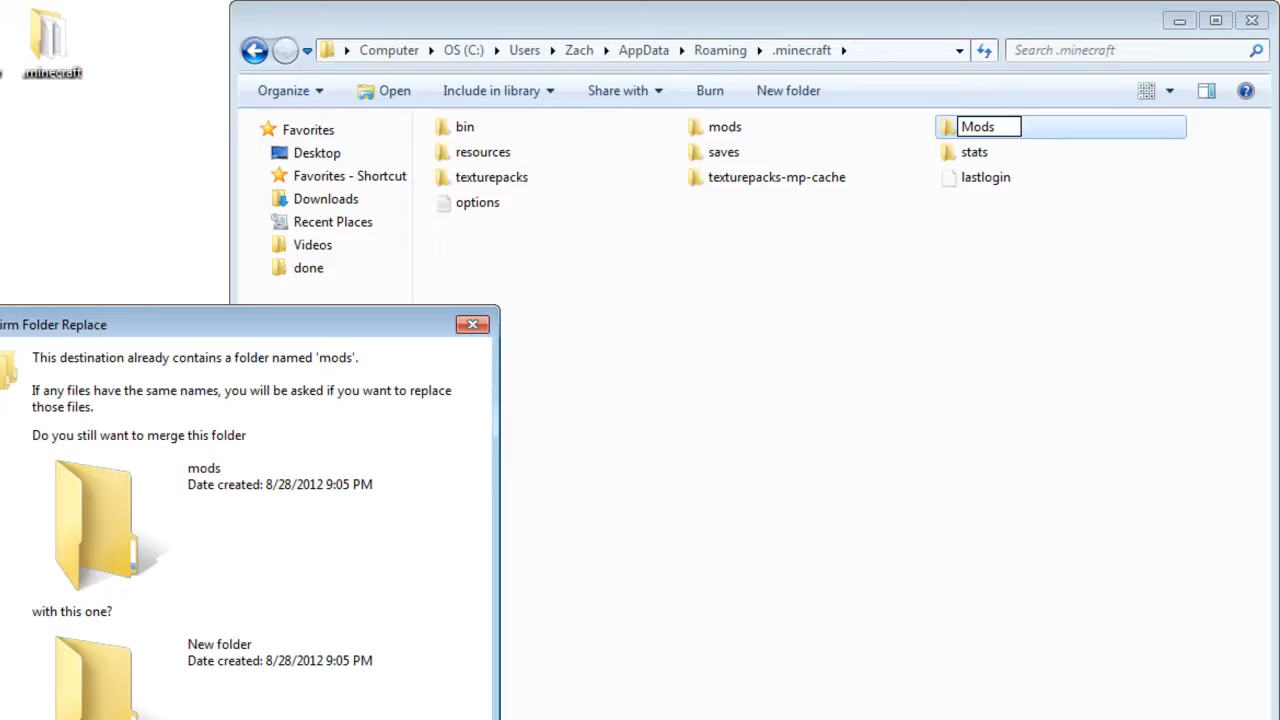 .minecraft
Computer OS (C:) Users Zach AppData Roaming .minecraft
Search .minecraft
Organize Open Include in library Share with Burn New folder
Favorites
Desktop
Favorites - Shortcut
Downloads
Recent Places
Videos
done
bin mods Mods
resources saves stats
texturepacks texturepacks-mp-cache lastlogin
options
irm Folder Replace
This destination already contains a folder named 'mods'.
If any files have the same names, you will be asked if you want to replace
those files.
Do you still want to merge this folder
mods
Date created: 8/28/2012 9:05 PM
with this one?
New folder
Date created: 8/28/2012 9:05 PM